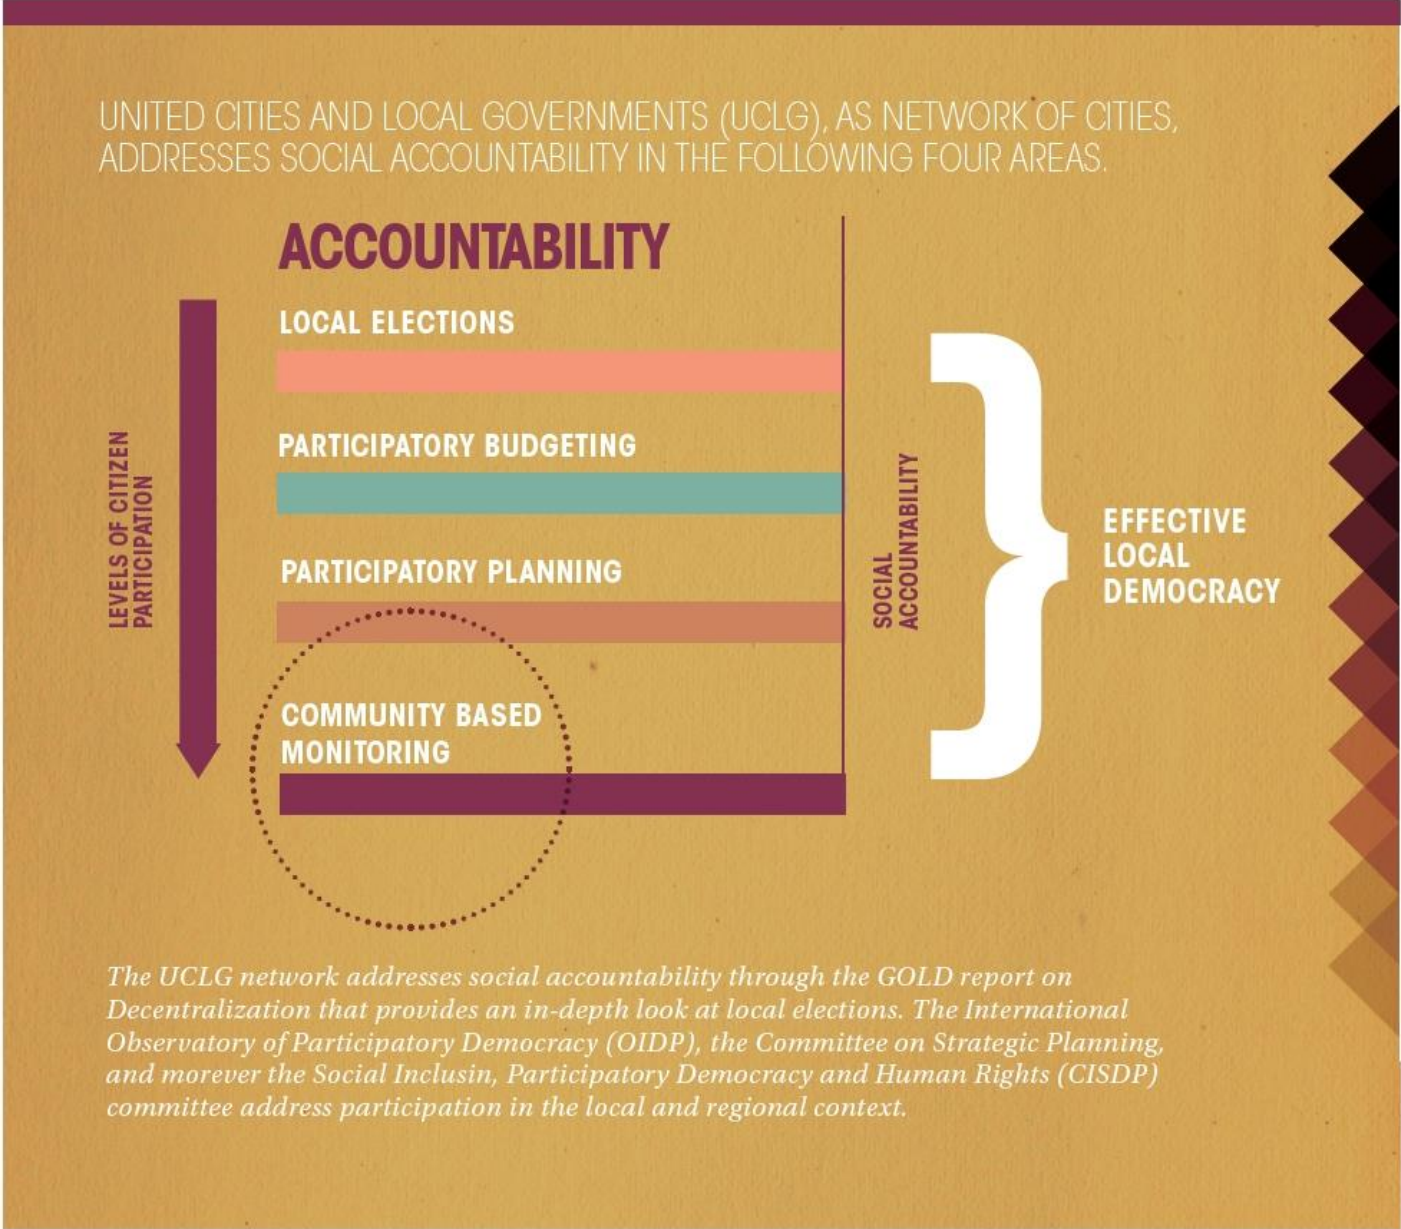 UNITED CITIES AND LOCAL GOVERNMENTS (UCLG), AS NETWORK OF CITIES,
ADDRESSES SOCIAL ACCOUNTABILITY IN THE FOLLOWING FOUR AREAS.
ACCOUNTABILITY
LOCAL ELECTIONS
PARTICIPATORY BUDGETING
PARTICIPATORY PLANNING
COMMUNITY BASED
MONITORING
LEVELS OF CITIZEN
PARTICIPATION
SOCIAL
ACCOUNTABILITY
EFFECTIVE
LOCAL
DEMOCRACY
The UCLG network addresses social accountability through the GOLD report on
Decentralization that provides an in-depth look at local elections. The International
Observatory of Participatory Democracy (OIDP), the Committee on Strategic Planning,
and morever the Social Inclusin, Participatory Democracy and Human Rights (CISDP)
committee address participation in the local and regional context.